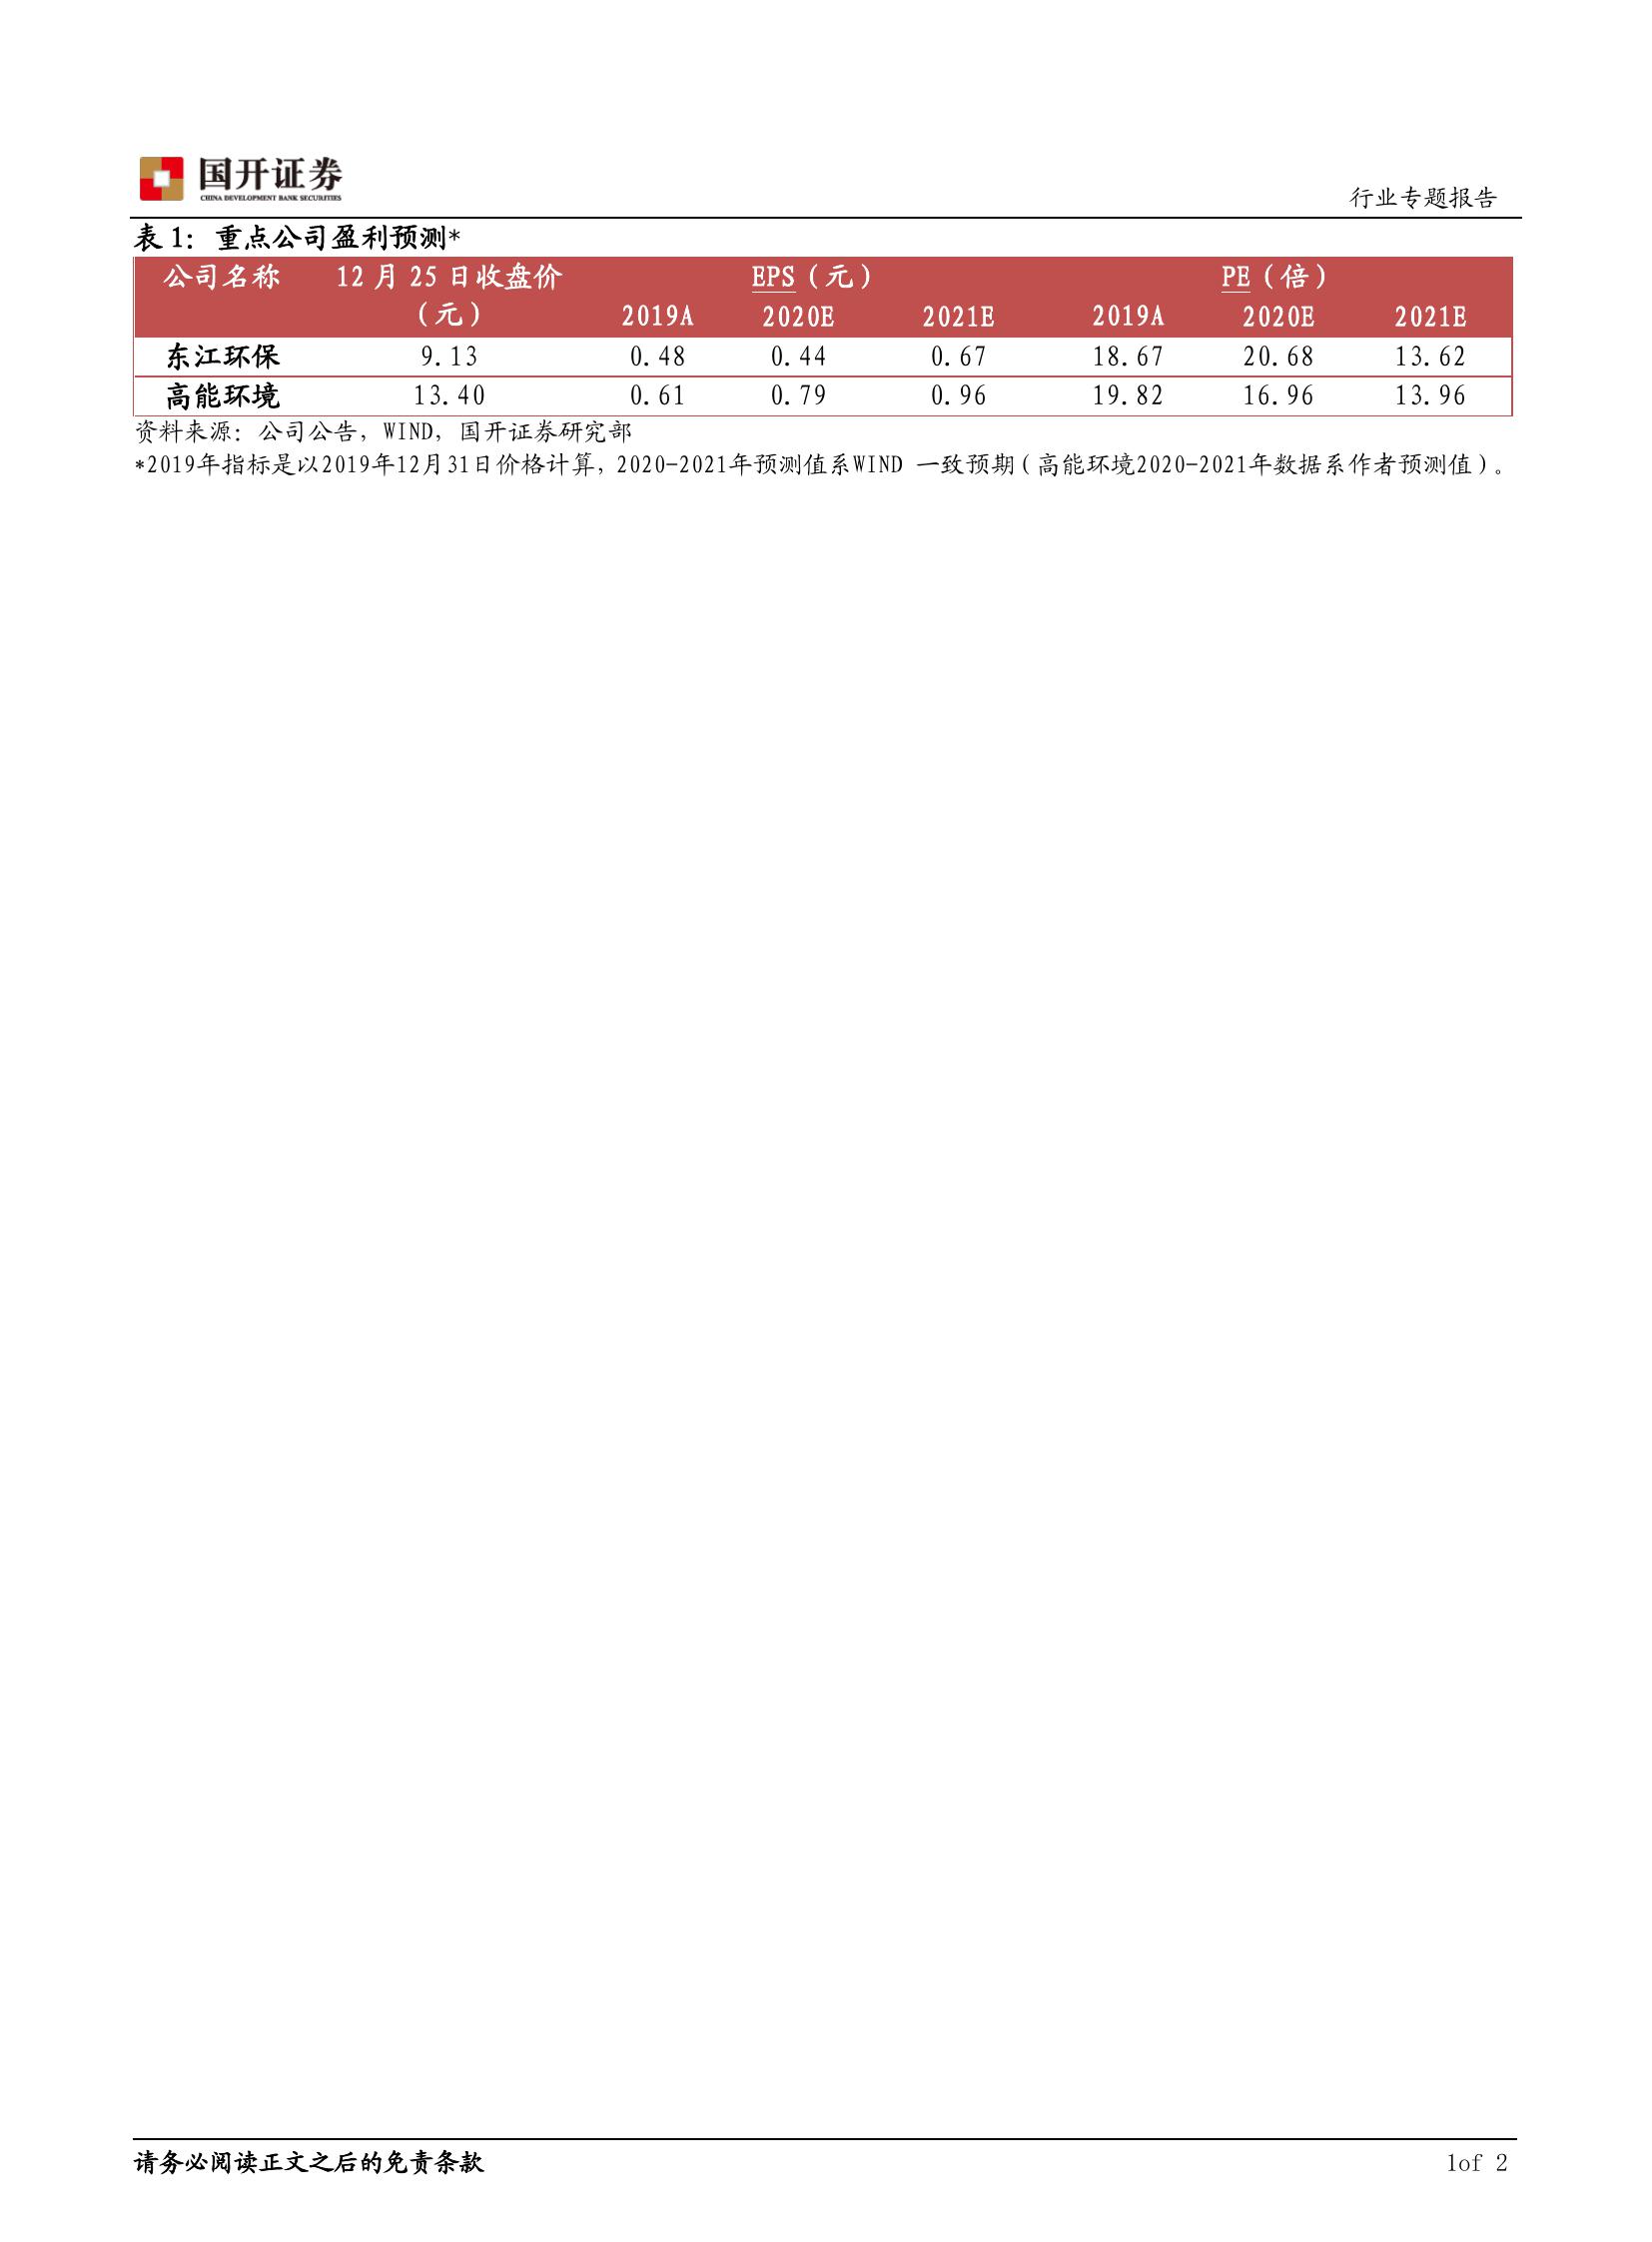 国开证券
CHINA DEVELOPMENT BANK SECURITIES
行业专题报告
表 1：重点公司盈利预测*
公司名称 12 月 25 日收盘价（元） EPS（元） PE（倍）
2019A 2020E 2021E 2019A 2020E 2021E
东江环保 9.13 0.48 0.44 0.67 18.67 20.68 13.62
高能环境 13.40 0.61 0.79 0.96 19.82 16.96 13.96
资料来源：公司公告，WIND，国开证券研究部
*2019年指标是以2019年12月31日价格计算，2020-2021年预测值系WIND 一致预期（高能环境2020-2021年数据系作者预测值）。
请务必阅读正文之后的免责条款 1of 2